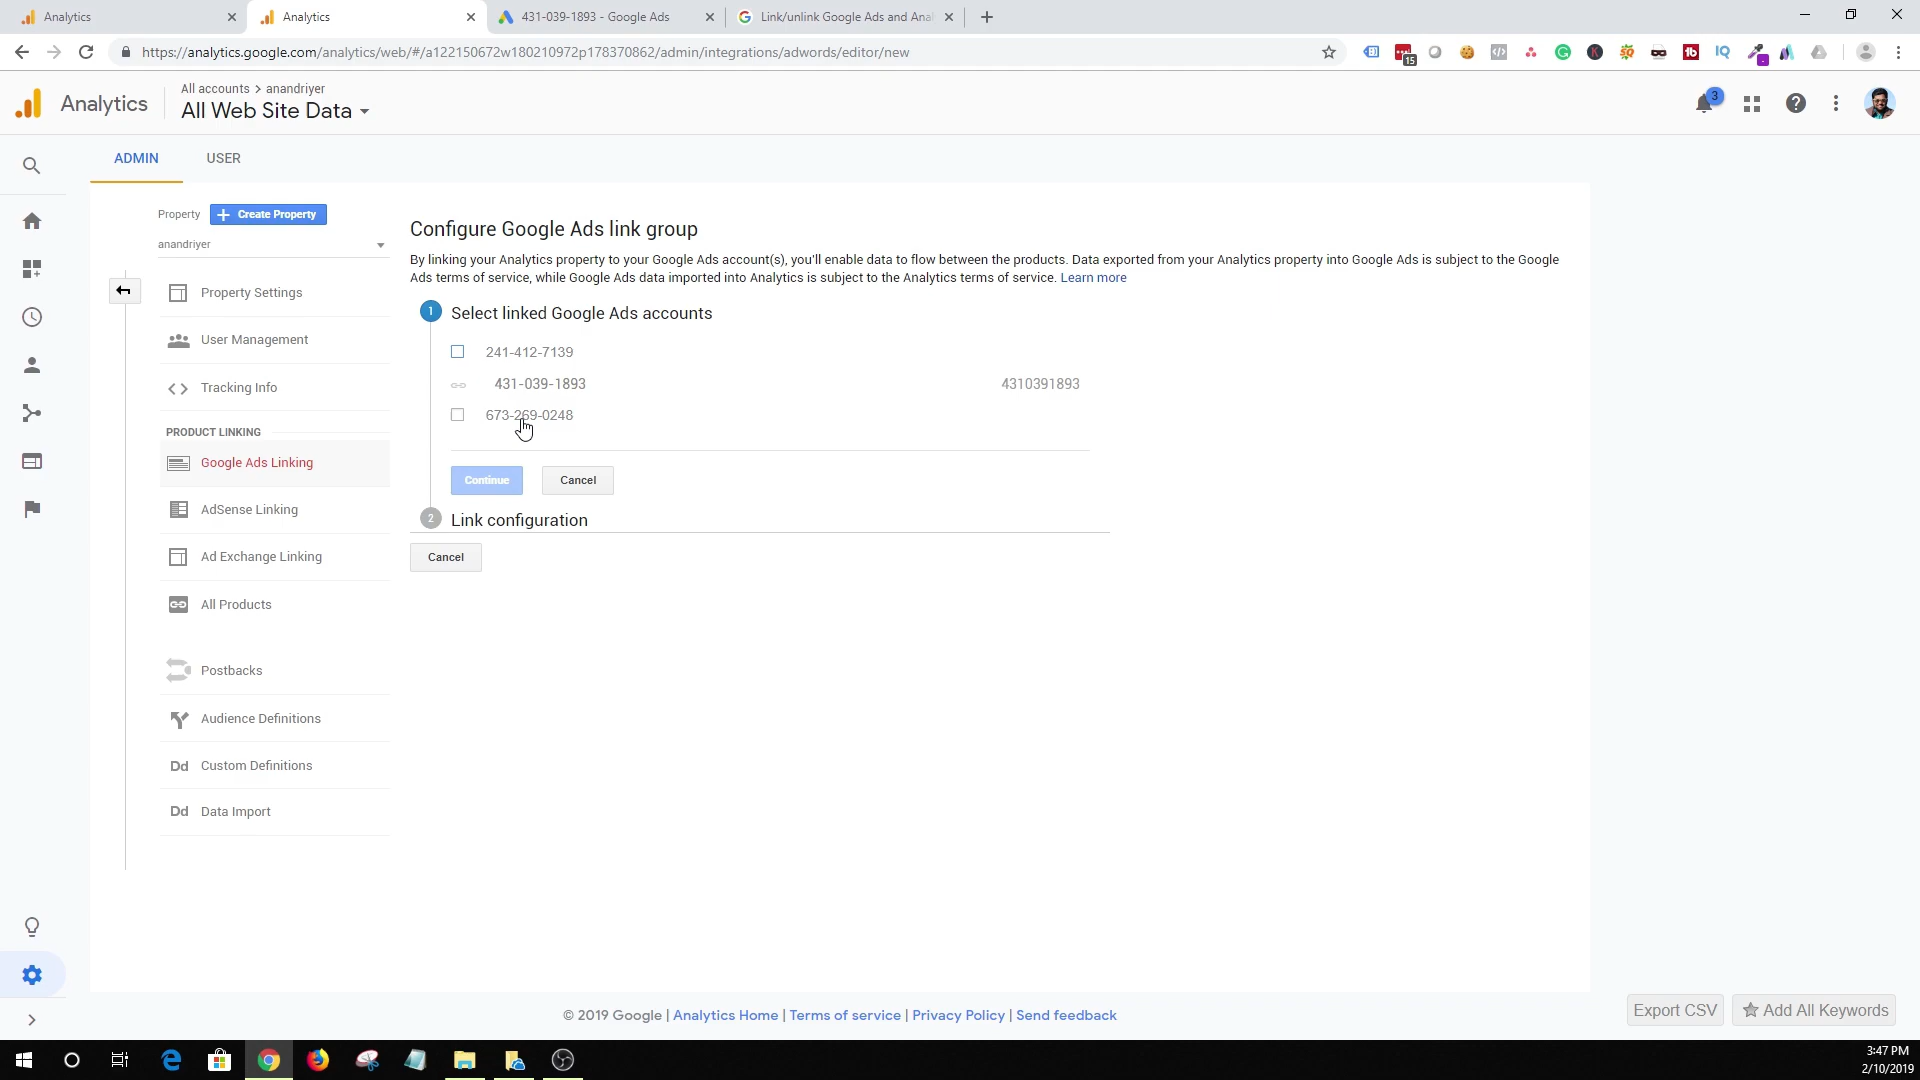 Analytics
Analytics
431-039-1893 - Google Ads
Link/unlink Google Ads and Ana
https://analytics.google.com/analytics/web/#/a122150672w180210972p178370862/admin/integrations/adwords/editor/new
15
Analytics
All accounts > anandriyer
All Web Site Data
3
ADMIN
USER
Property
+ Create Property
anandriyer
Property Settings
User Management
Tracking Info
PRODUCT LINKING
Google Ads Linking
AdSense Linking
Ad Exchange Linking
All Products
Postbacks
Audience Definitions
Dd Custom Definitions
Dd Data Import
Configure Google Ads link group
By linking your Analytics property to your Google Ads account(s), you'll enable data to flow between the products. Data exported from your Analytics property into Google Ads is subject to the Google
Ads terms of service, while Google Ads data imported into Analytics is subject to the Analytics terms of service. Learn more
1 Select linked Google Ads accounts
241-412-7139
431-039-1893 4310391893
673-269-0248
Continue
Cancel
2 Link configuration
Cancel
© 2019 Google | Analytics Home | Terms of service | Privacy Policy | Send feedback
Export CSV
Add All Keywords
3:47 PM
2/10/2019